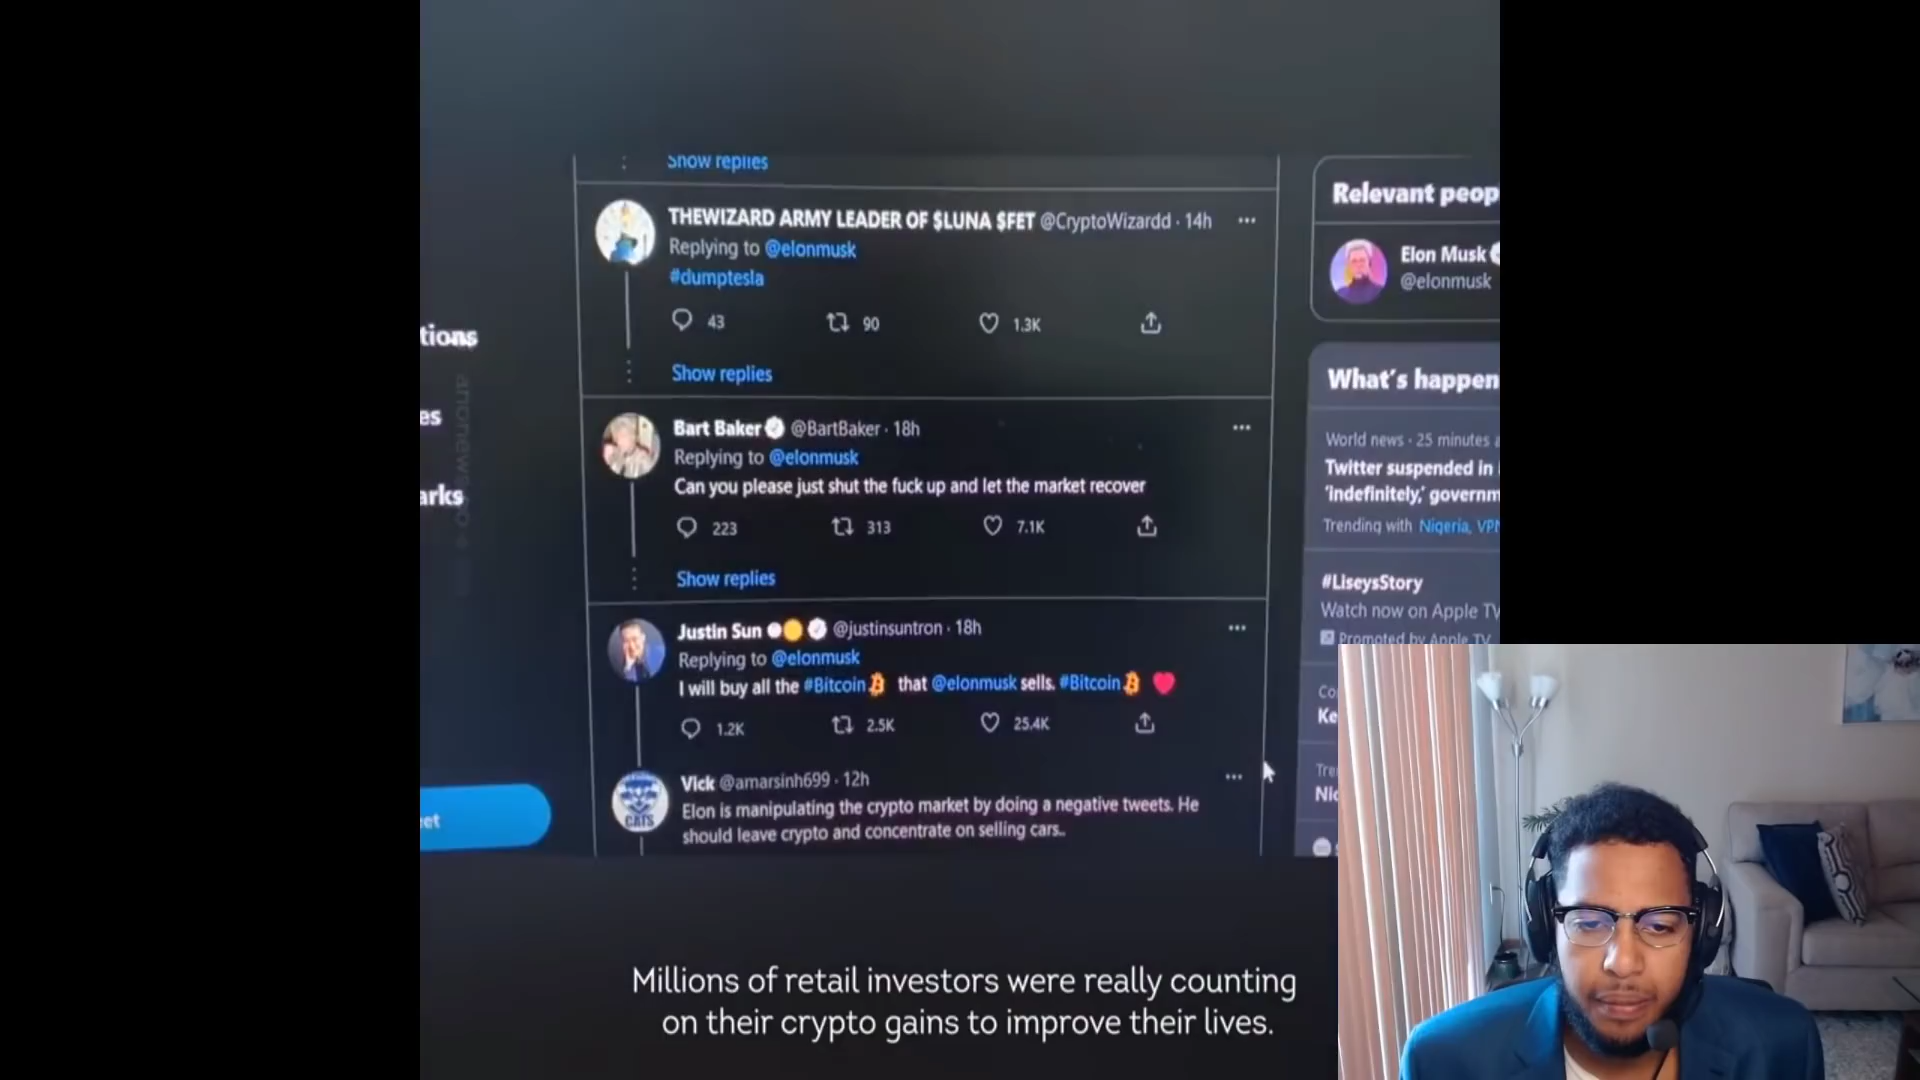 Show replies
THEWIZARD ARMY LEADER OF $LUNA $FET @CryptoWizardd · 14h
Replying to @elonmusk
#dumptesla
43 90 1.3K
Show replies
Bart Baker @BartBaker · 18h
Replying to @elonmusk
Can you please just shut the fuck up and let the market recover
223 313 7.1K
Show replies
Justin Sun @justinsuntron · 18h
Replying to @elonmusk
I will buy all the #Bitcoin that @elonmusk sells. #Bitcoin
1.2K 2.5K 25.4K
Vick @amarsinh699 · 12h
Elon is manipulating the crypto market by doing a negative tweets. He
should leave crypto and concentrate on selling cars..
CATS
tions
es
arks
et
Relevant peop
Elon Musk
@elonmusk
What's happen
World news · 25 minutes a
Twitter suspended in
'indefinitely,' governm
Trending with Nigeria, VPN
#LiseysStory
Watch now on Apple TV
Promoted by Apple TV
Co
Ke
Tre
Nic
Millions of retail investors were really counting
on their crypto gains to improve their lives.